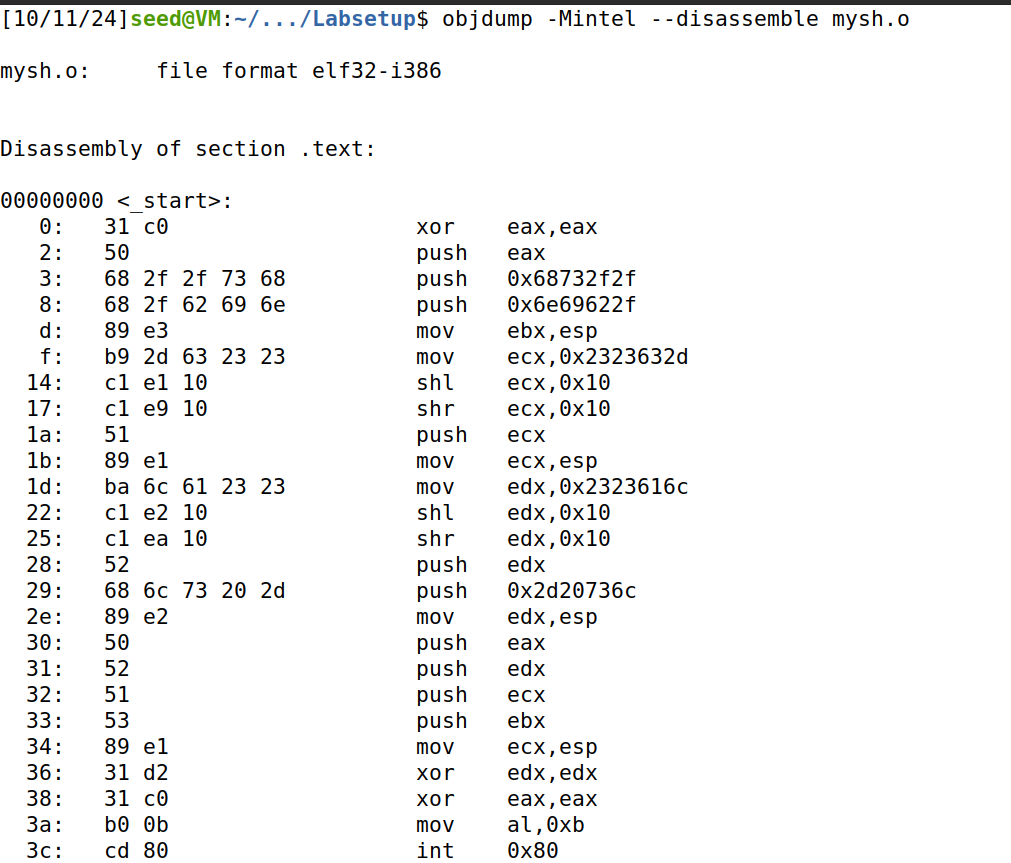 [10/11/24]seed@VM:~/.../Labsetup$ objdump -Mintel --disassemble mysh.o
mysh.o:     file format elf32-i386
Disassembly of section .text:
00000000 <_start>:
   0:   31 c0                   xor    eax,eax
   2:   50                      push   eax
   3:   68 2f 2f 73 68          push   0x68732f2f
   8:   68 2f 62 69 6e          push   0x6e69622f
   d:   89 e3                   mov    ebx,esp
   f:   b9 2d 63 23 23          mov    ecx,0x2323632d
  14:   c1 e1 10                shl    ecx,0x10
  17:   c1 e9 10                shr    ecx,0x10
  1a:   51                      push   ecx
  1b:   89 e1                   mov    ecx,esp
  1d:   ba 6c 61 23 23          mov    edx,0x2323616c
  22:   c1 e2 10                shl    edx,0x10
  25:   c1 ea 10                shr    edx,0x10
  28:   52                      push   edx
  29:   68 6c 73 20 2d          push   0x2d20736c
  2e:   89 e2                   mov    edx,esp
  30:   50                      push   eax
  31:   52                      push   edx
  32:   51                      push   ecx
  33:   53                      push   ebx
  34:   89 e1                   mov    ecx,esp
  36:   31 d2                   xor    edx,edx
  38:   31 c0                   xor    eax,eax
  3a:   b0 0b                   mov    al,0xb
  3c:   cd 80                   int    0x80